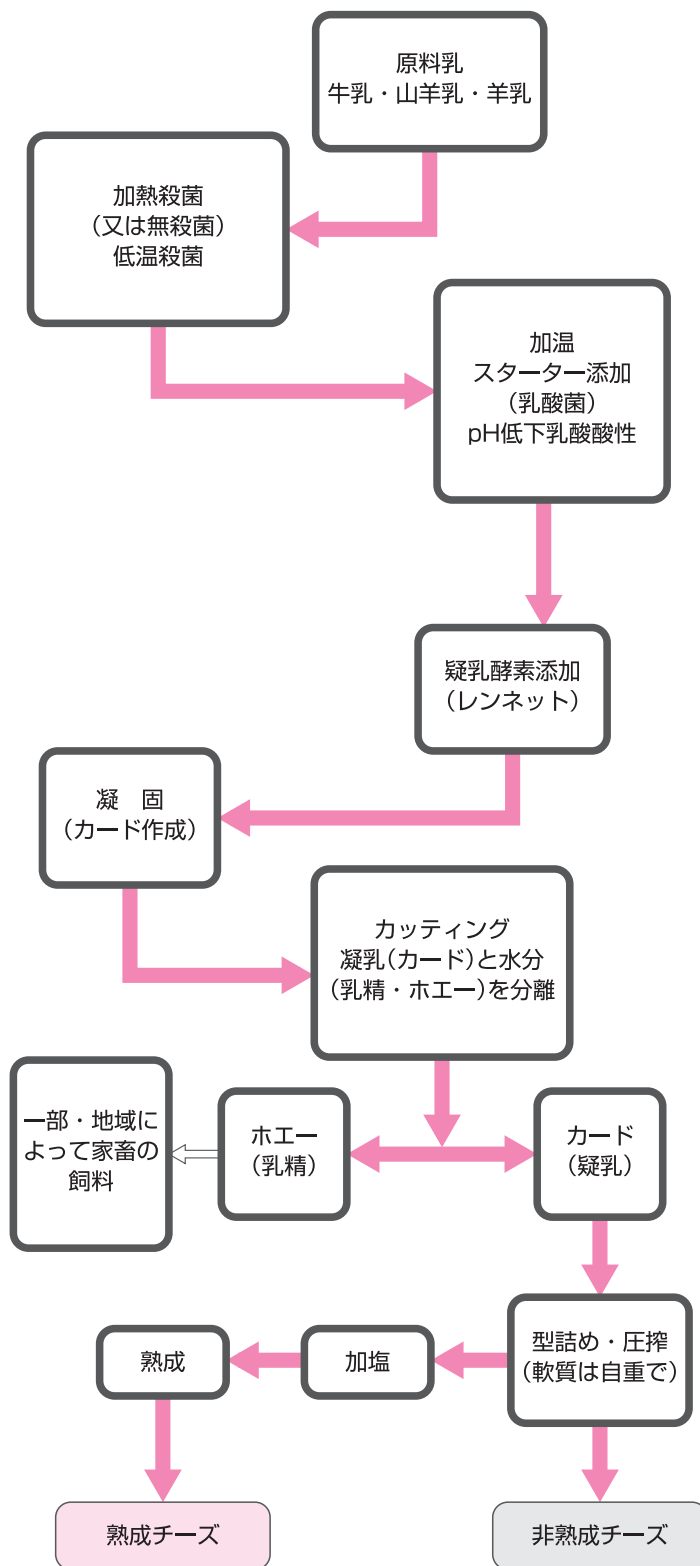 原料乳
牛乳・山羊乳・羊乳
加熱殺菌
(又は無殺菌)
低温殺菌
加温
スターター添加
(乳酸菌)
pH低下乳酸酸性
疑乳酵素添加
(レンネット)
凝　固
(カード作成)
カッティング
凝乳(カード)と水分
(乳精・ホエー)を分離
一部・地域に
よって家畜の
飼料
ホエー
(乳精)
カード
(疑乳)
型詰め・圧搾
(軟質は自重で)
加塩
熟成
熟成チーズ
非熟成チーズ